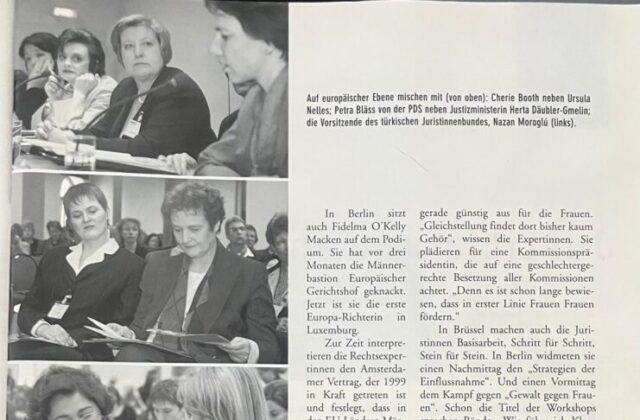 Auf europäischer Ebene mischen mit (von oben): Cherie Booth neben Ursula
Nelles; Petra Bläss von der PDS neben Justizministerin Herta Däubler-Gmelin;
die Vorsitzende des türkischen Juristinnenbundes, Nazan Moroglú (links).
In Berlin sitzt
auch Fidelma O´Kelly
Macken auf dem Podi-
um. Sie hat vor drei
Monaten die Männer-
bastion Europäischer
Gerichtshof geknackt.
Jetzt ist sie die erste
Europa-Richterin in
Luxemburg.
Zur Zeit interpre-
tieren die Rechtsexper-
tinnen den Amsterda-
mer Vertrag, der 1999
in Kraft getreten ist
und festlegt, dass in
gerade günstig aus für die Frauen.
„Gleichstellung findet dort bisher kaum
Gehör“, wissen die Expertinnen. Sie
plädieren für eine Kommissionsprä-
sidentin, die auf eine geschlechterge-
rechte Besetzung aller Kommissionen
achtet. „Denn es ist schon lange bewie-
sen, dass in erster Linie Frauen Frauen
fördern.“
In Brüssel machen auch die Juri-
stinnen Basisarbeit, Schritt für Schritt,
Stein für Stein. In Berlin widmeten sie
einen Nachmittag den „Strategien der
Einflussnahme“. Und einen Vormittag
dem Kampf gegen „Gewalt gegen Frau-
en“. Schon die Titel der Workshops